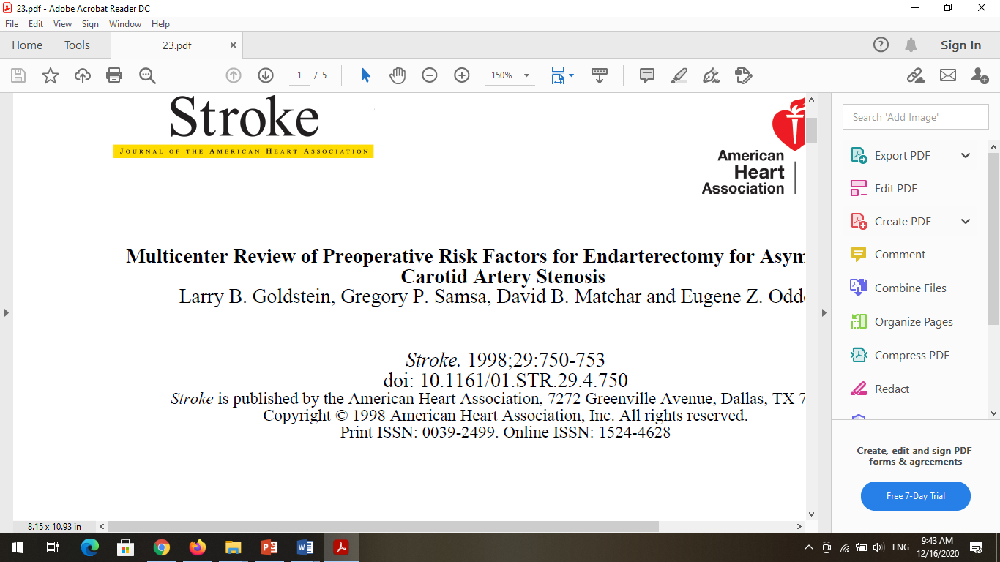 23.pdf - Adobe Acrobat Reader DC
File Edit View Sign Window Help
Home Tools 23.pdf × ? Sign In
1 / 5 150%
Stroke
JOURNAL OF THE AMERICAN HEART ASSOCIATION
American
Heart
Association
Multicenter Review of Preoperative Risk Factors for Endarterectomy for Asym
Carotid Artery Stenosis
Larry B. Goldstein, Gregory P. Samsa, David B. Matchar and Eugene Z. Oddo
Stroke. 1998;29:750-753
doi: 10.1161/01.STR.29.4.750
Stroke is published by the American Heart Association, 7272 Greenville Avenue, Dallas, TX 7
Copyright © 1998 American Heart Association, Inc. All rights reserved.
Print ISSN: 0039-2499. Online ISSN: 1524-4628
8.15 x 10.93 in
Search 'Add Image'
Export PDF
Edit PDF
Create PDF
Comment
Combine Files
Organize Pages
Compress PDF
Redact
Create, edit and sign PDF
forms & agreements
Free 7-Day Trial
ENG
9:43 AM
12/16/2020